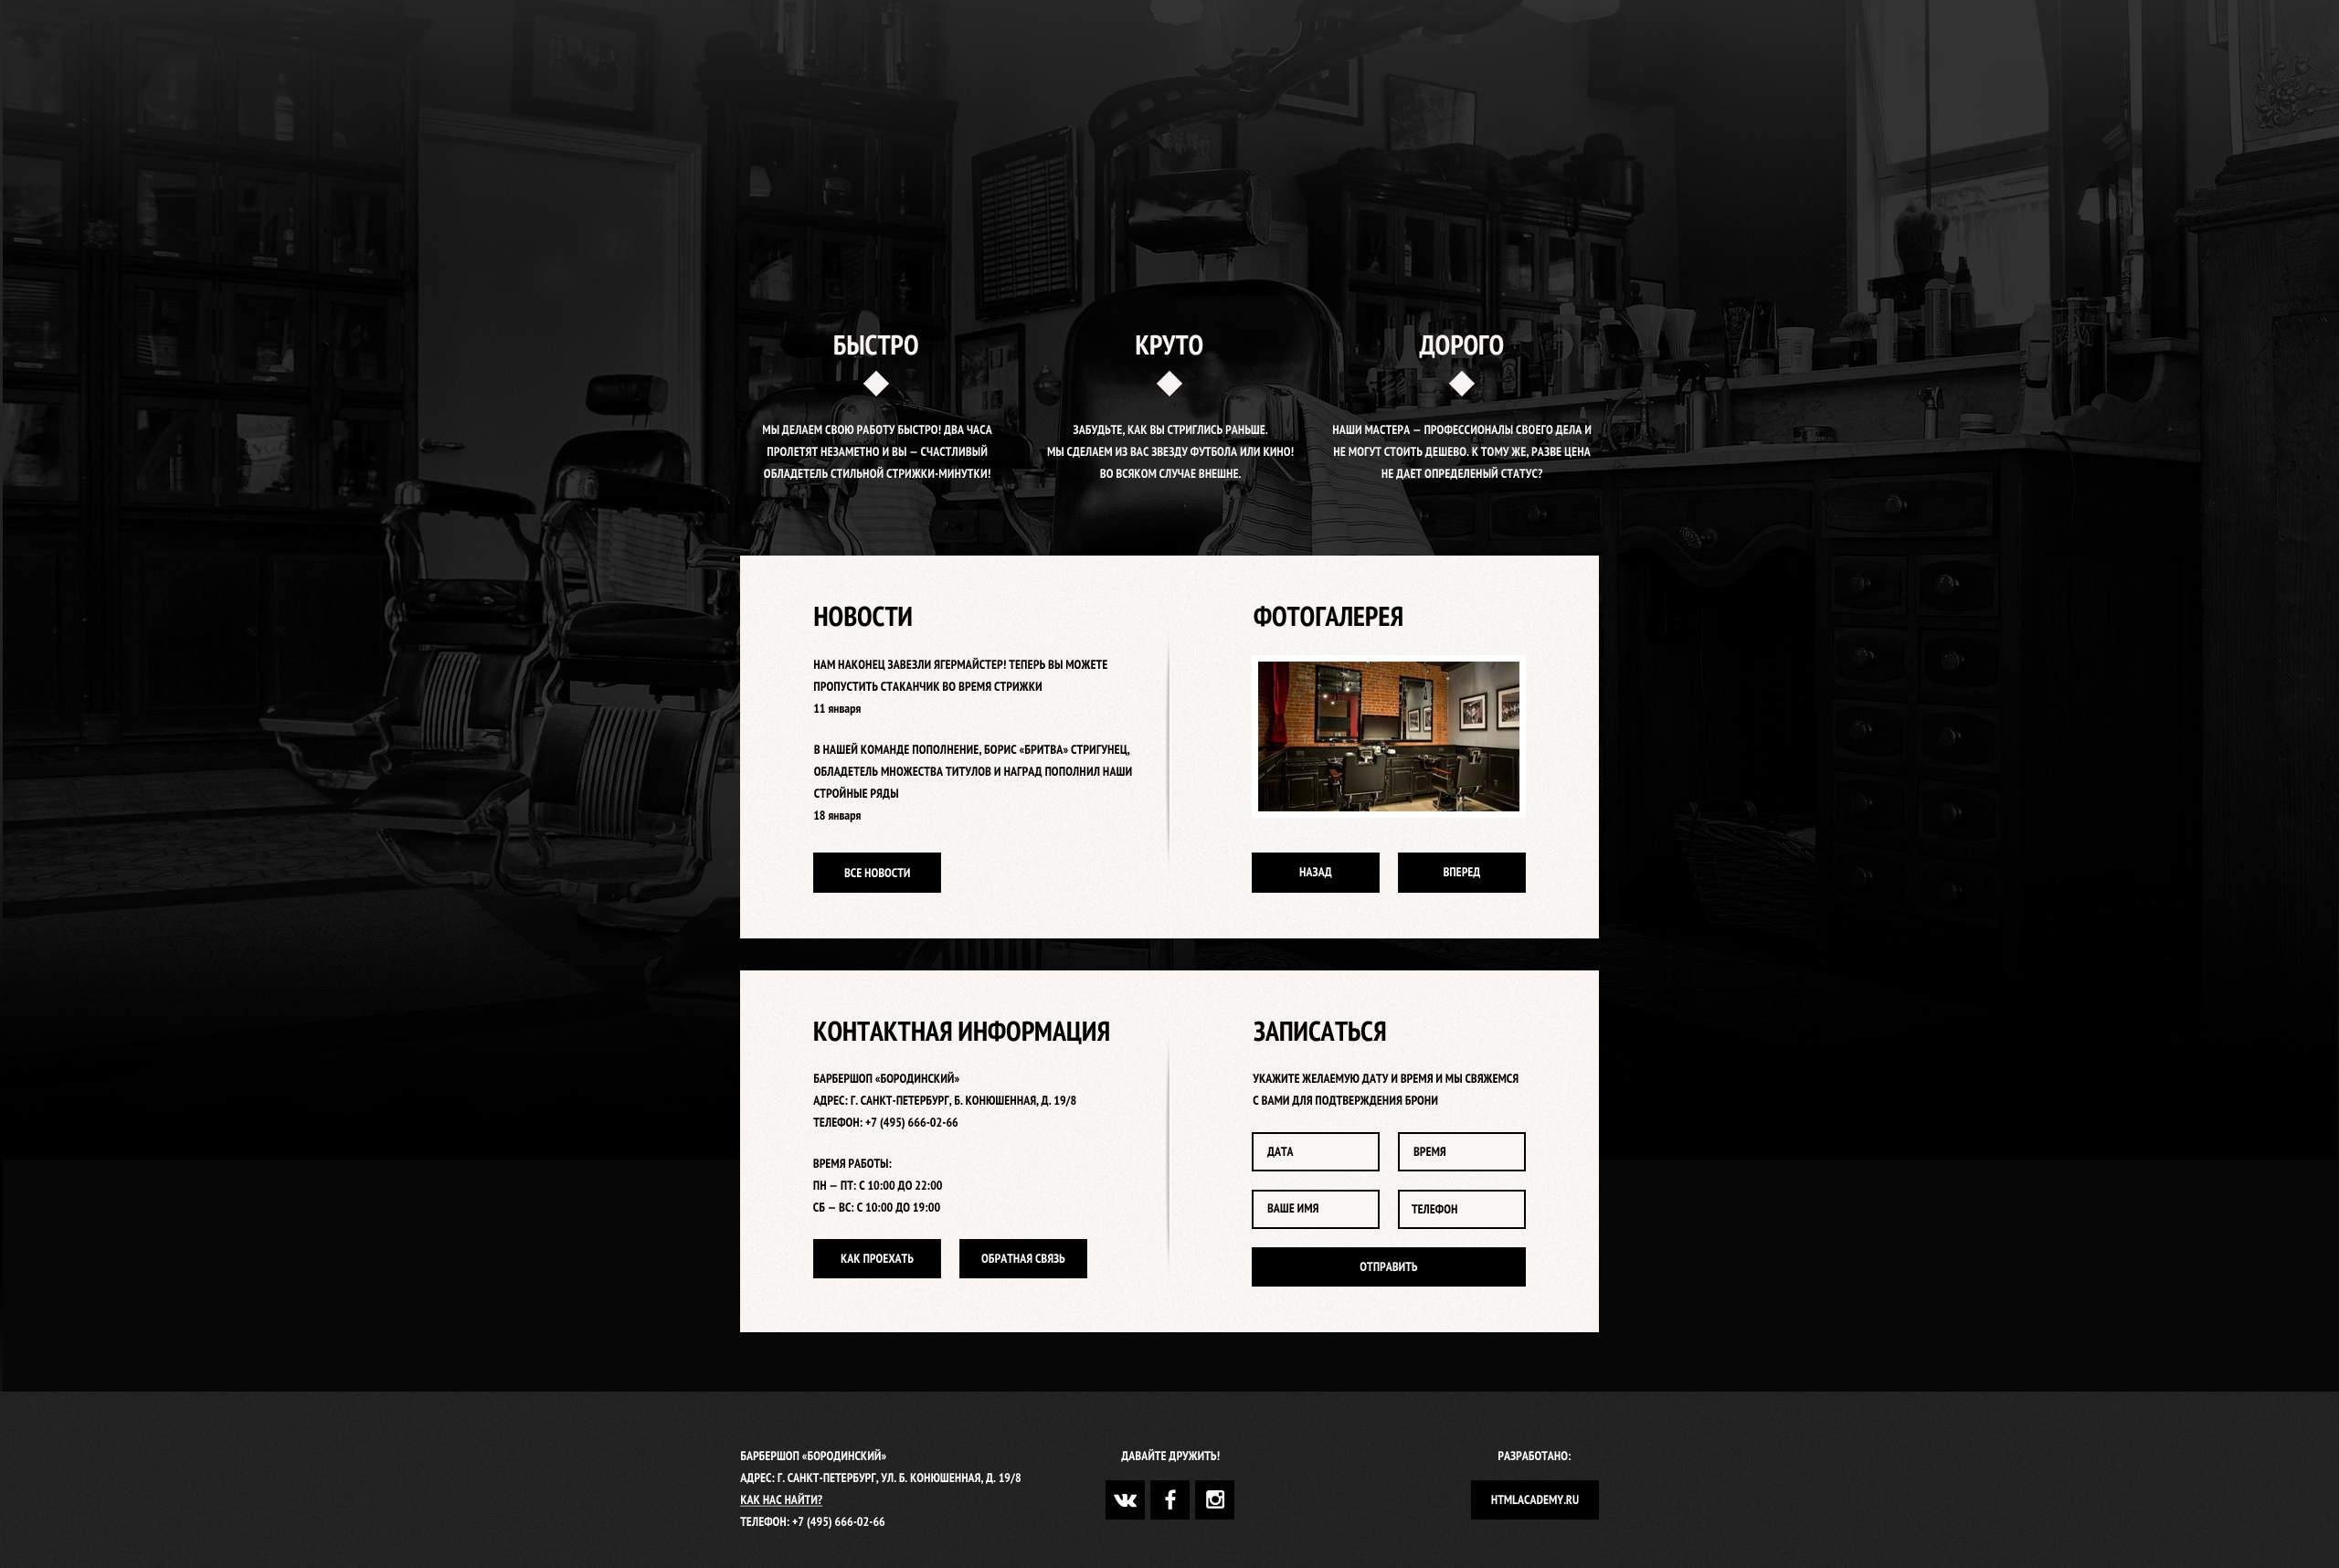 БЫСТРО
МЫ ДЕЛАЕМ СВОЮ РАБОТУ БЫСТРО! ДВА ЧАСА
ПРОЛЕТЯТ НЕЗАМЕТНО И ВЫ — СЧАСТЛИВЫЙ
ОБЛАДЕТЕЛЬ СТИЛЬНОЙ СТРИЖКИ-МИНУТКИ!
КРУТО
ЗАБУДЬТЕ, КАК ВЫ СТРИГЛИСЬ РАНЬШЕ.
МЫ СДЕЛАЕМ ИЗ ВАС ЗВЕЗДУ ФУТБОЛА ИЛИ КИНО!
ВО ВСЯКОМ СЛУЧАЕ ВНЕШНЕ.
ДОРОГО
НАШИ МАСТЕРА — ПРОФЕССИОНАЛЫ СВОЕГО ДЕЛА И
НЕ МОГУТ СТОИТЬ ДЕШЕВО. К ТОМУ ЖЕ, РАЗВЕ ЦЕНА
НЕ ДАЕТ ОПРЕДЕЛЕНЫЙ СТАТУС?
НОВОСТИ
НАМ НАКОНЕЦ ЗАВЕЗЛИ ЯГЕРМАЙСТЕР! ТЕПЕРЬ ВЫ МОЖЕТЕ
ПРОПУСТИТЬ СТАКАНЧИК ВО ВРЕМЯ СТРИЖКИ
11 января
В НАШЕЙ КОМАНДЕ ПОПОЛНЕНИЕ, БОРИС «БРИТВА» СТРИГУНЕЦ,
ОБЛАДЕТЕЛЬ МНОЖЕСТВА ТИТУЛОВ И НАГРАД ПОПОЛНИЛ НАШИ
СТРОЙНЫЕ РЯДЫ
18 января
ВСЕ НОВОСТИ
ФОТОГАЛЕРЕЯ
НАЗАД
ВПЕРЕД
КОНТАКТНАЯ ИНФОРМАЦИЯ
БАРБЕРШОП «БОРОДИНСКИЙ»
АДРЕС: Г. САНКТ-ПЕТЕРБУРГ, Б. КОНЮШЕННАЯ, Д. 19/8
ТЕЛЕФОН: +7 (495) 666-02-66
ВРЕМЯ РАБОТЫ:
ПН — ПТ: С 10:00 ДО 22:00
СБ — ВС: С 10:00 ДО 19:00
КАК ПРОЕХАТЬ
ОБРАТНАЯ СВЯЗЬ
ЗАПИСАТЬСЯ
УКАЖИТЕ ЖЕЛАЕМУЮ ДАТУ И ВРЕМЯ И МЫ СВЯЖЕМСЯ
С ВАМИ ДЛЯ ПОДТВЕРЖДЕНИЯ БРОНИ
ДАТА
ВРЕМЯ
ВАШЕ ИМЯ
ТЕЛЕФОН
ОТПРАВИТЬ
БАРБЕРШОП «БОРОДИНСКИЙ»
АДРЕС: Г. САНКТ-ПЕТЕРБУРГ, УЛ. Б. КОНЮШЕННАЯ, Д. 19/8
КАК НАС НАЙТИ?
ТЕЛЕФОН: +7 (495) 666-02-66
ДАВАЙТЕ ДРУЖИТЬ!
РАЗРАБОТАНО:
HTMLACADEMY.RU